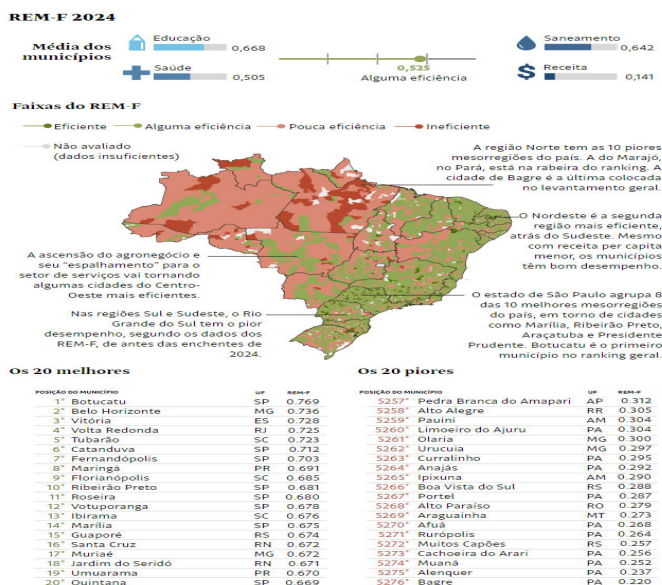 REM-F 2024
Média dos
municípios
Educação
0,668
Saúde
0,505
0,525
Alguma eficiência
Saneamento
0,642
Receita
0,141
Faixas do REM-F
Eficiente
Alguma eficiência
Pouca eficiência
Ineficiente
Não avaliado
(dados insuficientes)
A região Norte tem as 10 piores
mesorregiões do país. A do Marajó,
no Pará, está na rabeira do ranking. A
cidade de Bagre é a última colocada
no levantamento geral.
O Nordeste é a segunda
região mais eficiente,
atrás do Sudeste. Mesmo
com receita per capita
menor, os municípios
têm bom desempenho.
A ascensão do agronegócio e
seu “espalhamento” para o
setor de serviços vai tornando
algumas cidades do Centro-
Oeste mais eficientes.
O estado de São Paulo agrupa 8
das 10 melhores mesorregiões
do país, em torno de cidades
como Marília, Ribeirão Preto,
Araçatuba e Presidente
Prudente. Botucatu é o primeiro
município no ranking geral.
Nas regiões Sul e Sudeste, o Rio
Grande do Sul tem o pior
desempenho, segundo os dados dos
REM-F, de antes das enchentes de
2024.
Os 20 melhores
POSIÇÃO DO MUNICÍPIO UF REM-F
1° Botucatu SP 0.769
2° Belo Horizonte MG 0.736
3° Vitória ES 0.728
4° Volta Redonda RJ 0.725
5° Tubarão SC 0.723
6° Catanduva SP 0.712
7° Fernandópolis SP 0.703
8° Maringá PR 0.691
9° Florianópolis SC 0.685
10° Ribeirão Preto SP 0.681
11° Roseira SP 0.680
12° Votuporanga SP 0.678
13° Ibirama SC 0.676
14° Marília SP 0.675
15° Guaporé RS 0.674
16° Santa Cruz RN 0.672
17° Muriaé MG 0.672
18° Jardim do Seridó RN 0.671
19° Umuarama PR 0.670
20° Quintana SP 0.669
Os 20 piores
POSIÇÃO DO MUNICÍPIO UF REM-F
5257° Pedra Branca do Amapari AP 0.312
5258° Alto Alegre RR 0.305
5259° Pauini AM 0.304
5260° Limoeiro do Ajuru PA 0.304
5261° Olaria MG 0.300
5262° Urucuia MG 0.297
5263° Curralinho PA 0.295
5264° Anajás PA 0.292
5265° Ipixuna AM 0.290
5266° Boa Vista do Sul RS 0.288
5267° Portel PA 0.287
5268° Alto Paraíso RO 0.279
5269° Araguainha MT 0.273
5270° Afuá PA 0.268
5271° Rurópolis PA 0.264
5272° Muitos Capões RS 0.257
5273° Cachoeira do Arari PA 0.256
5274° Muaná PA 0.252
5275° Alenquer PA 0.237
5276° Bagre PA 0.220